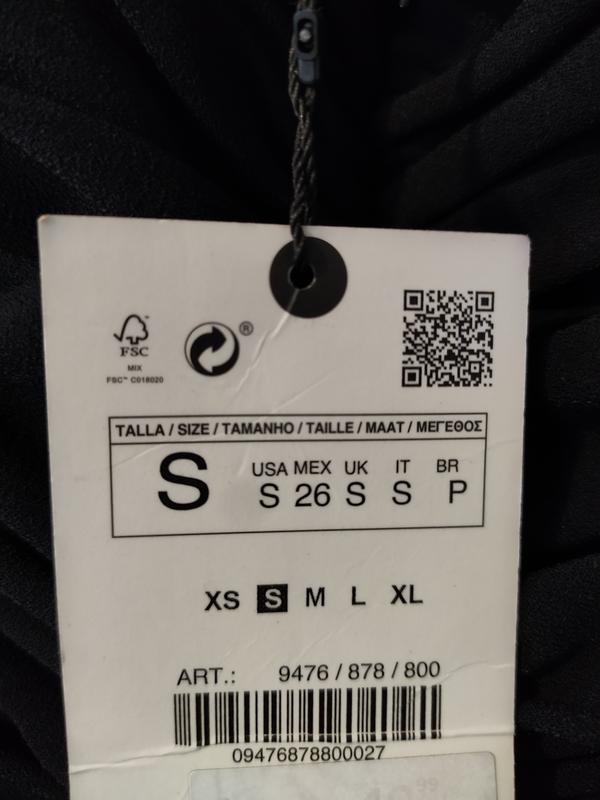 ®
FSC
MIX
FSC™ C018020
TALLA / SIZE / TAMANHO / TAILLE / MAAT / ΜΕΓΕΘΟΣ
S
USA MEX UK IT BR
S 26 S S P
XS S M L XL
ART.: 9476 / 878 / 800
09476878800027